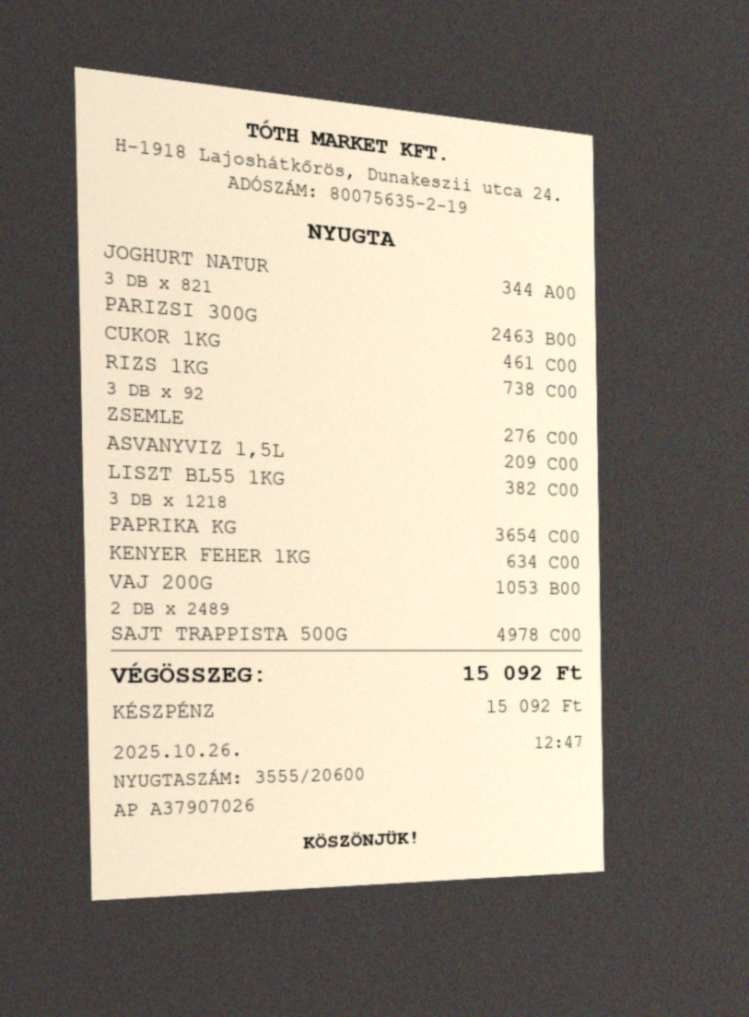 TÓTH MARKET KFT.
H-1918 Lajoshátkőrös, Dunakeszii utca 24.
ADÓSZÁM: 80075635-2-19
NYUGTA
JOGHURT NATUR 344 A00
3 DB x 821
PARIZSI 300G 2463 B00
CUKOR 1KG 461 C00
RIZS 1KG 738 C00
3 DB x 92
ZSEMLE 276 C00
ASVANYVIZ 1,5L 209 C00
LISZT BL55 1KG 382 C00
3 DB x 1218
PAPRIKA KG 3654 C00
KENYER FEHER 1KG 634 C00
VAJ 200G 1053 B00
2 DB x 2489
SAJT TRAPPISTA 500G 4978 C00
VÉGÖSSZEG: 15 092 Ft
KÉSZPÉNZ 15 092 Ft
2025.10.26. 12:47
NYUGTASZÁM: 3555/20600
AP A37907026
KÖSZÖNJÜK!